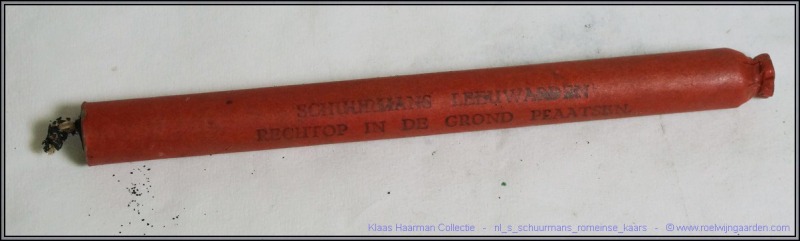 SCHUURMANS LEEUWARDEN
RECHTOP IN DE GROND PLAATSEN.
Klaas Haarman Collectie - nl_s_schuurmans_romeinse_kaars - © www.roelwijngaarden.com